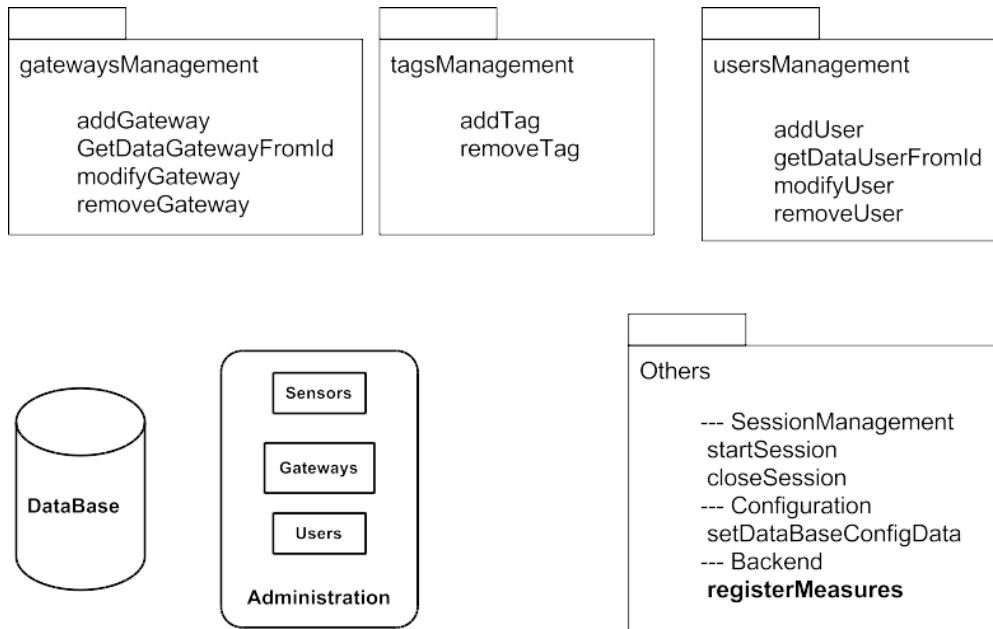 gatewaysManagement
addGateway
GetDataGatewayFromId
modifyGateway
removeGateway
tagsManagement
addTag
removeTag
usersManagement
addUser
getDataUserFromId
modifyUser
removeUser
DataBase
Sensors
Gateways
Users
Administration
Others
--- SessionManagement
startSession
closeSession
--- Configuration
setDataBaseConfigData
--- Backend
registerMeasures